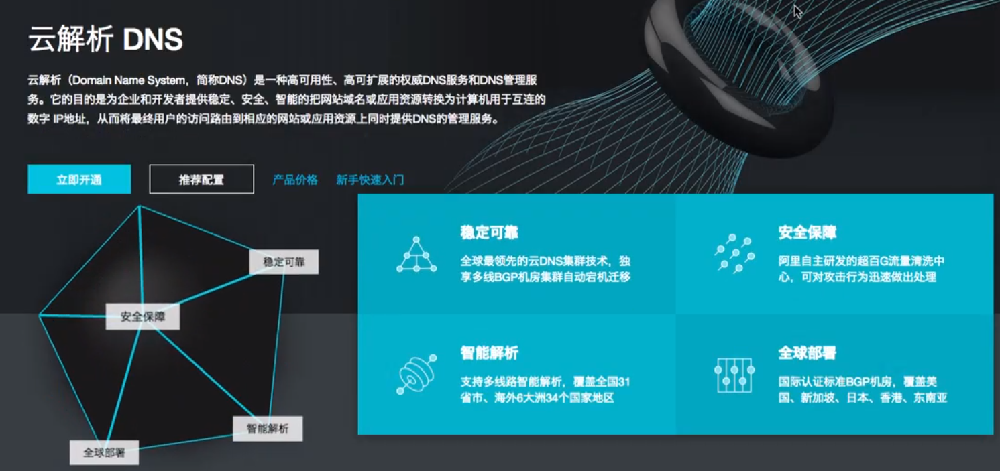 云解析 DNS
云解析（Domain Name System，简称DNS）是一种高可用性、高可扩展的权威DNS服务和DNS管理服
务。它的目的是为企业和开发者提供稳定、安全、智能的把网站域名或应用资源转换为计算机用于互连的
数字 IP地址，从而将最终用户的访问路由到相应的网站或应用资源上同时提供DNS的管理服务。
立即开通
推荐配置
产品价格
新手快速入门
稳定可靠
安全保障
智能解析
全球部署
稳定可靠
全球最领先的云DNS集群技术，独
享多线BGP机房集群自动宕机迁移
安全保障
阿里自主研发的超百G流量清洗中
心，可对攻击行为迅速做出处理
智能解析
支持多线路智能解析，覆盖全国31
省市、海外6大洲34个国家地区
全球部署
国际认证标准BGP机房，覆盖美
国、新加坡、日本、香港、东南亚